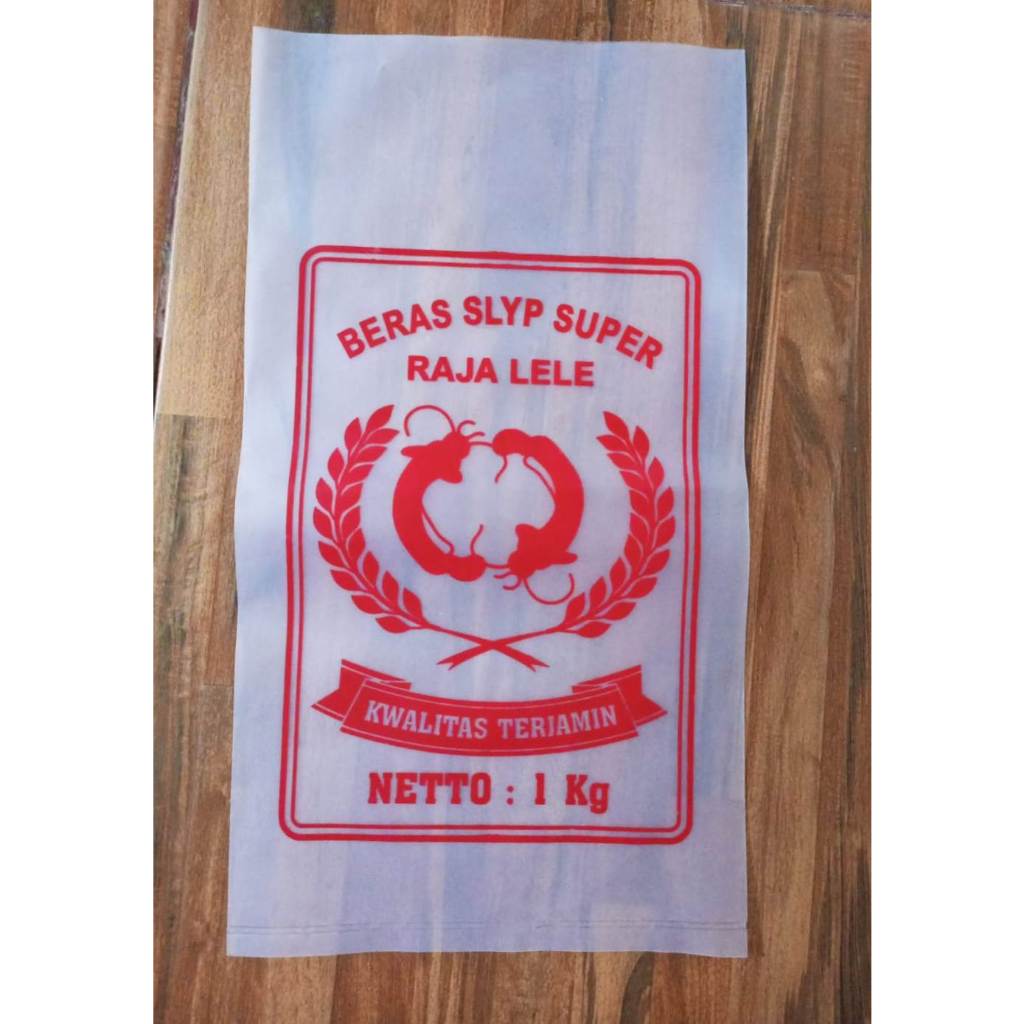 BERAS SLYP SUPER
RAJA LELE
KWALITAS TERJAMIN
NETTO : 1 Kg